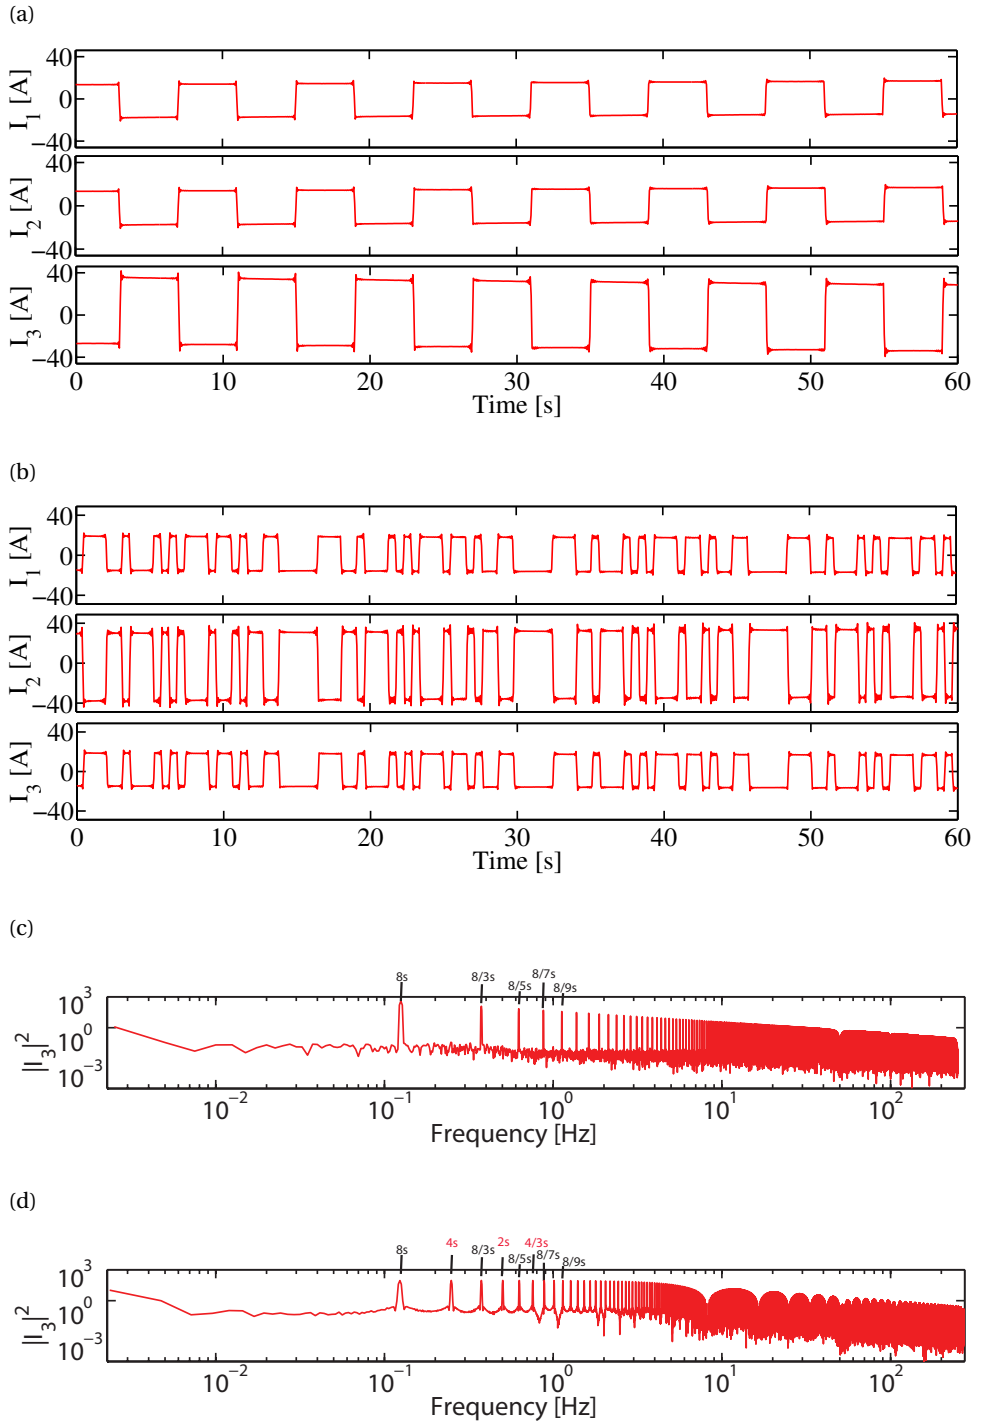 (a)
40
0
−40
I1 [A]
40
0
−40
I2 [A]
40
0
−40
I3 [A]
0 10 20 30 40 50 60
Time [s]
(b)
40
0
−40
I1 [A]
40
0
−40
I2 [A]
40
0
−40
I3 [A]
0 10 20 30 40 50 60
Time [s]
(c)
8s 8/3s 8/5s 8/7s 8/9s
10^3
10^0
10^−3
|I3|^2
10^−2 10^−1 10^0 10^1 10^2
Frequency [Hz]
(d)
8s 4s 8/3s 2s 8/5s 4/3s 8/7s 8/9s
10^3
10^0
10^−3
|I3|^2
10^−2 10^−1 10^0 10^1 10^2
Frequency [Hz]